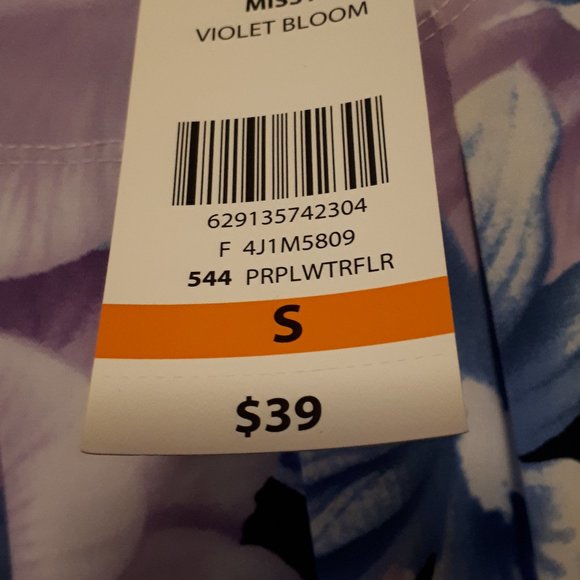 VIOLET BLOOM
629135742304
F 4J1M5809
544 PRPLWTRFLR
S
$39